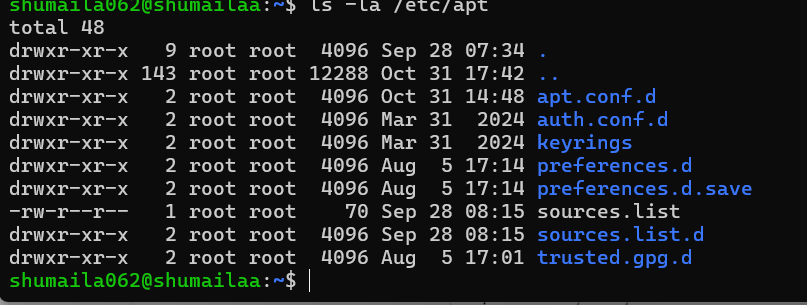 shumaila062@shumailaa:~$ ls -la /etc/apt
total 48
drwxr-xr-x   9 root root  4096 Sep 28 07:34 .
drwxr-xr-x 143 root root 12288 Oct 31 17:42 ..
drwxr-xr-x   2 root root  4096 Oct 31 14:48 apt.conf.d
drwxr-xr-x   2 root root  4096 Mar 31  2024 auth.conf.d
drwxr-xr-x   2 root root  4096 Mar 31  2024 keyrings
drwxr-xr-x   2 root root  4096 Aug  5 17:14 preferences.d
drwxr-xr-x   2 root root  4096 Aug  5 17:14 preferences.d.save
-rw-r--r--   1 root root    70 Sep 28 08:15 sources.list
drwxr-xr-x   2 root root  4096 Sep 28 08:15 sources.list.d
drwxr-xr-x   2 root root  4096 Aug  5 17:01 trusted.gpg.d
shumaila062@shumailaa:~$